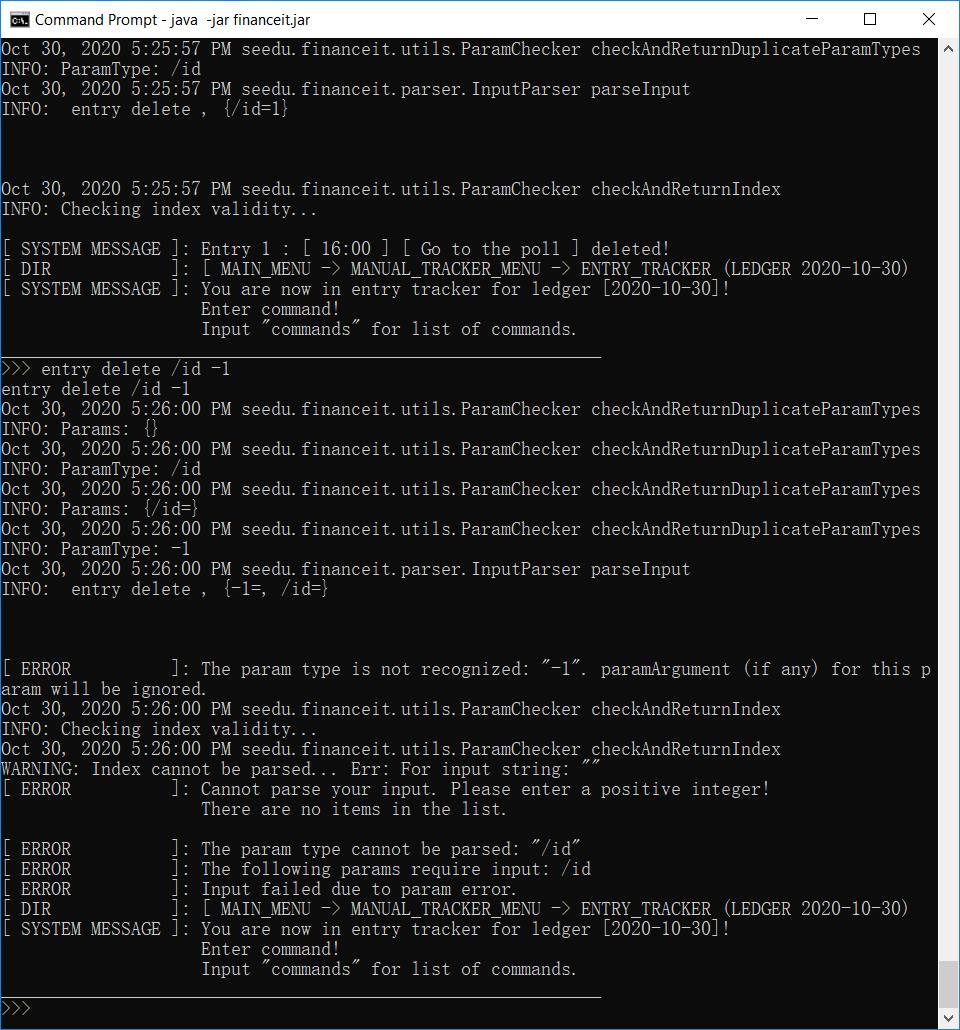 Command Prompt - java  -jar financeit.jar
Oct 30, 2020 5:25:57 PM seedu.financeit.utils.ParamChecker checkAndReturnDuplicateParamTypes
INFO: ParamType: /id
Oct 30, 2020 5:25:57 PM seedu.financeit.parser.InputParser parseInput
INFO:  entry delete , {/id=1}
Oct 30, 2020 5:25:57 PM seedu.financeit.utils.ParamChecker checkAndReturnIndex
INFO: Checking index validity...
[ SYSTEM MESSAGE ]: Entry 1 : [ 16:00 ] [ Go to the poll ] deleted!
[ DIR            ]: [ MAIN_MENU -> MANUAL_TRACKER_MENU -> ENTRY_TRACKER (LEDGER 2020-10-30)
[ SYSTEM MESSAGE ]: You are now in entry tracker for ledger [2020-10-30]!
                    Enter command!
                    Input "commands" for list of commands.
>>> entry delete /id -1
entry delete /id -1
Oct 30, 2020 5:26:00 PM seedu.financeit.utils.ParamChecker checkAndReturnDuplicateParamTypes
INFO: Params: {}
Oct 30, 2020 5:26:00 PM seedu.financeit.utils.ParamChecker checkAndReturnDuplicateParamTypes
INFO: ParamType: /id
Oct 30, 2020 5:26:00 PM seedu.financeit.utils.ParamChecker checkAndReturnDuplicateParamTypes
INFO: Params: {/id=}
Oct 30, 2020 5:26:00 PM seedu.financeit.utils.ParamChecker checkAndReturnDuplicateParamTypes
INFO: ParamType: -1
Oct 30, 2020 5:26:00 PM seedu.financeit.parser.InputParser parseInput
INFO:  entry delete , {-1=, /id=}
[ ERROR          ]: The param type is not recognized: "-1". paramArgument (if any) for this p
aram will be ignored.
Oct 30, 2020 5:26:00 PM seedu.financeit.utils.ParamChecker checkAndReturnIndex
INFO: Checking index validity...
Oct 30, 2020 5:26:00 PM seedu.financeit.utils.ParamChecker checkAndReturnIndex
WARNING: Index cannot be parsed... Err: For input string: ""
[ ERROR          ]: Cannot parse your input. Please enter a positive integer!
                    There are no items in the list.
[ ERROR          ]: The param type cannot be parsed: "/id"
[ ERROR          ]: The following params require input: /id
[ ERROR          ]: Input failed due to param error.
[ DIR            ]: [ MAIN_MENU -> MANUAL_TRACKER_MENU -> ENTRY_TRACKER (LEDGER 2020-10-30)
[ SYSTEM MESSAGE ]: You are now in entry tracker for ledger [2020-10-30]!
                    Enter command!
                    Input "commands" for list of commands.
>>>